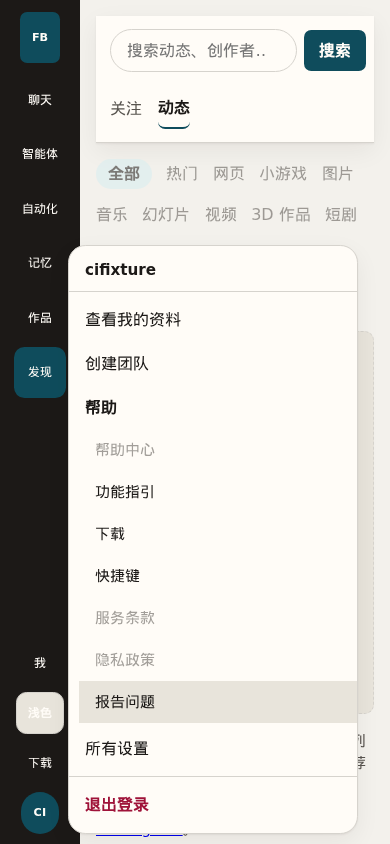 FB
聊天
智能体
自动化
记忆
作品
发现
我
浅色
下载
CI
搜索动态、创作者..
搜索
关注 动态
全部 热门 网页 小游戏 图片
音乐 幻灯片 视频 3D 作品 短剧
cifixture
查看我的资料
创建团队
帮助
帮助中心
功能指引
下载
快捷键
服务条款
隐私政策
报告问题
所有设置
退出登录